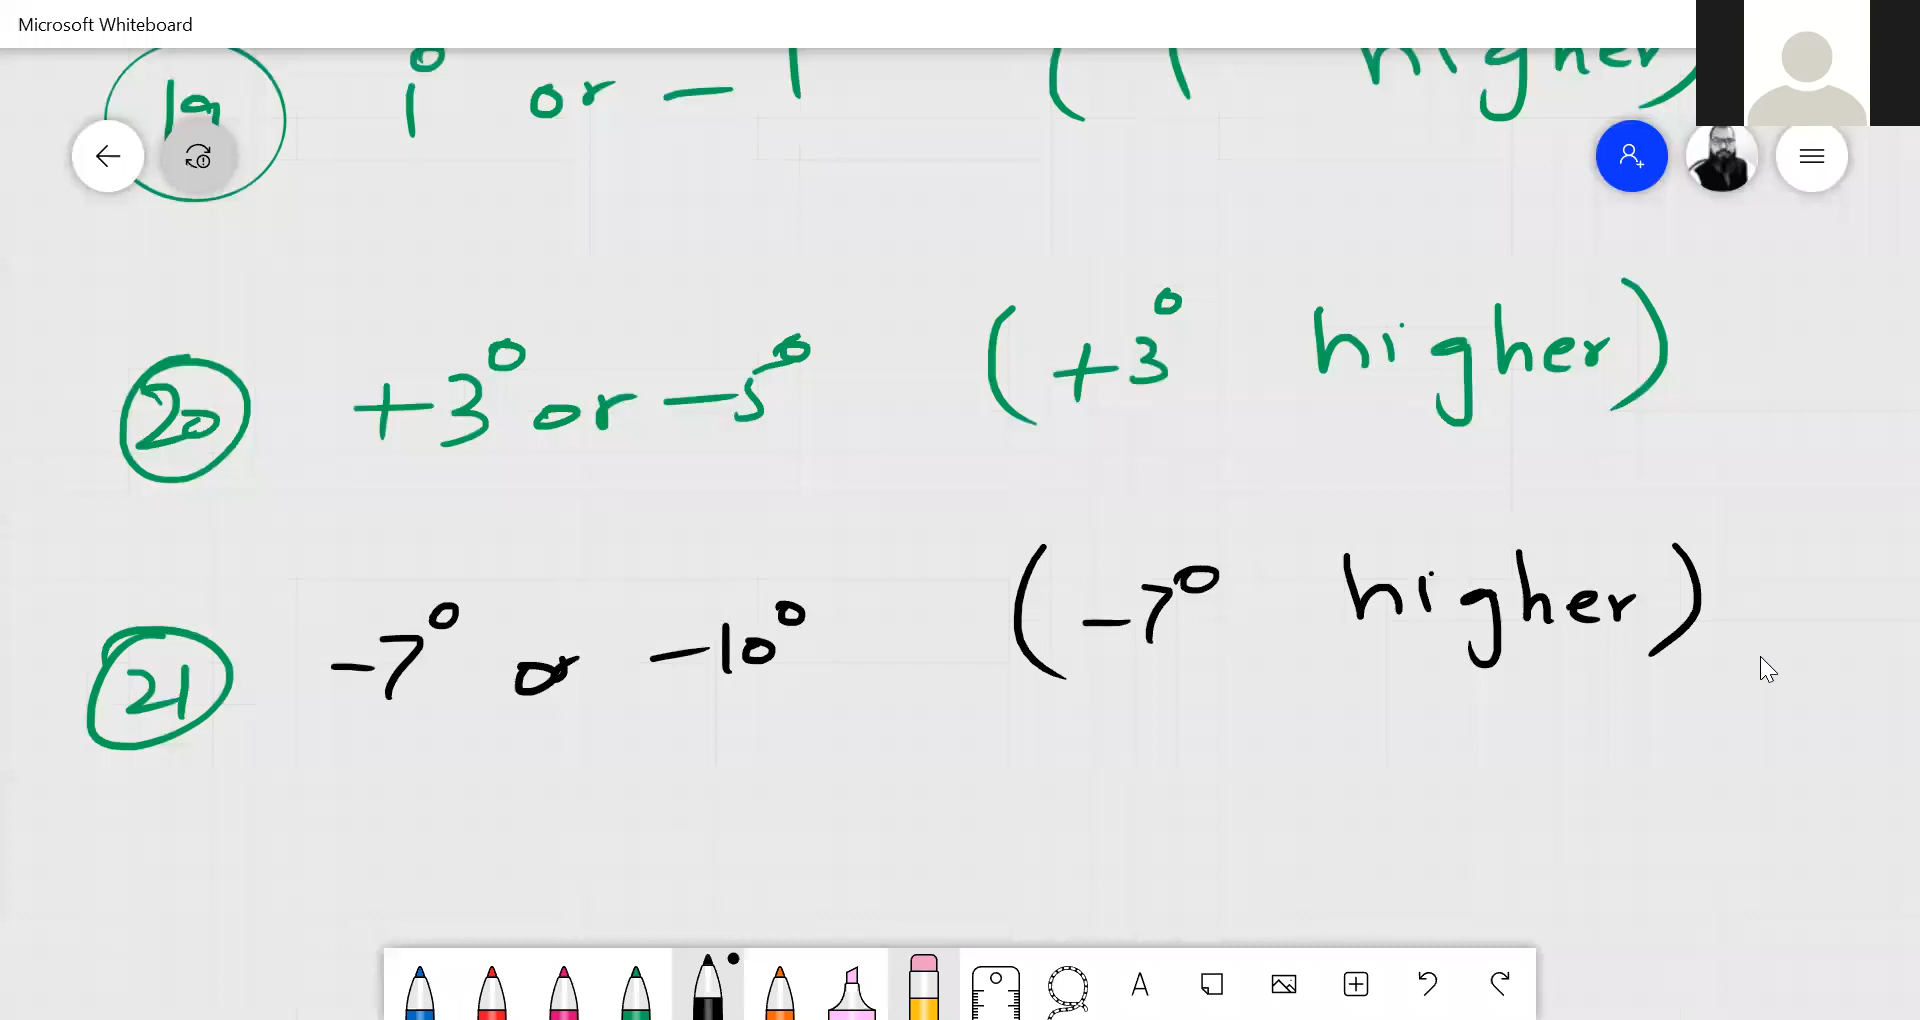 Microsoft Whiteboard
19 1° or -1 (1 higher)
20 +3° or -5° (+3° higher)
21 -7° or -10° (-7° higher)
A